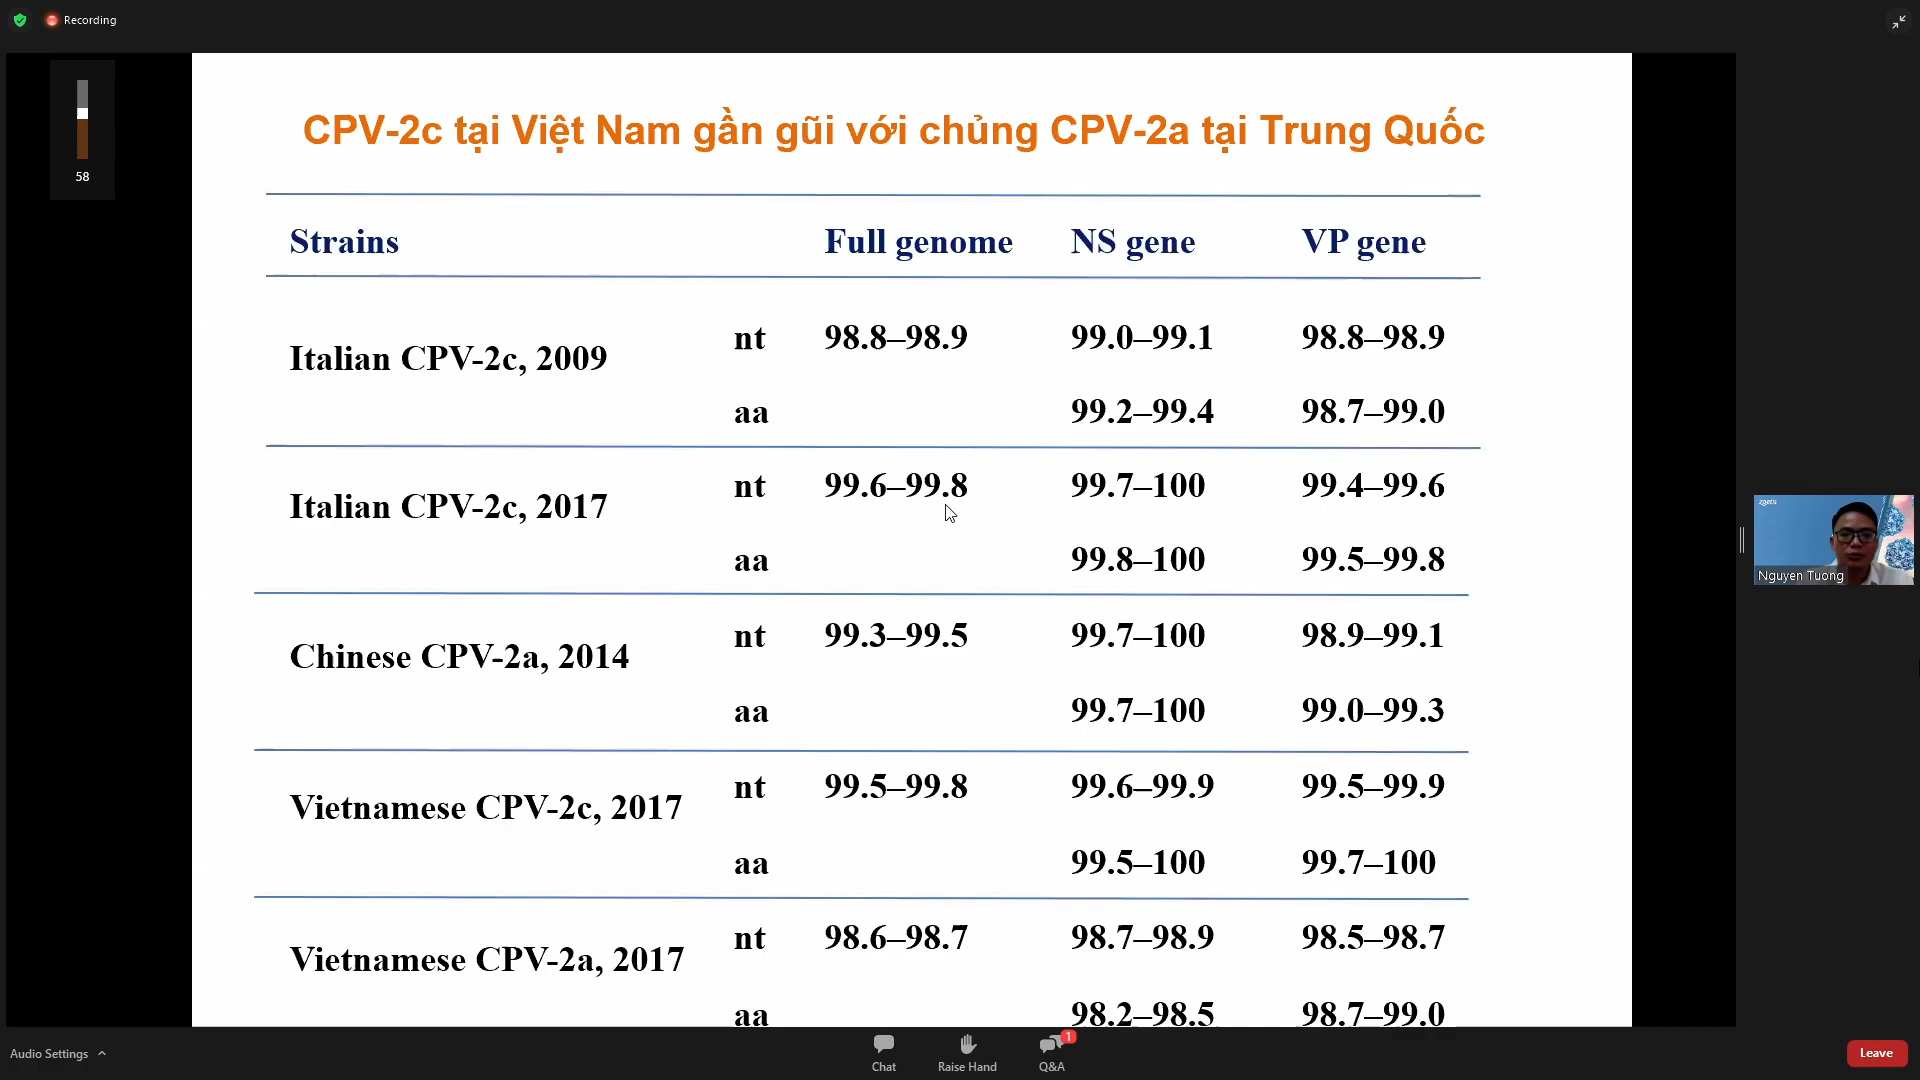 Recording
58
CPV-2c tại Việt Nam gần gũi với chủng CPV-2a tại Trung Quốc
Strains Full genome NS gene VP gene
Italian CPV-2c, 2009
nt 98.8–98.9 99.0–99.1 98.8–98.9
aa 99.2–99.4 98.7–99.0
Italian CPV-2c, 2017
nt 99.6–99.8 99.7–100 99.4–99.6
aa 99.8–100 99.5–99.8
Chinese CPV-2a, 2014
nt 99.3–99.5 99.7–100 98.9–99.1
aa 99.7–100 99.0–99.3
Vietnamese CPV-2c, 2017
nt 99.5–99.8 99.6–99.9 99.5–99.9
aa 99.5–100 99.7–100
Vietnamese CPV-2a, 2017
nt 98.6–98.7 98.7–98.9 98.5–98.7
aa 98.2–98.5 98.7–99.0
zoetis
Nguyen Tuong
Audio Settings
Chat
Raise Hand
1
Q&A
Leave